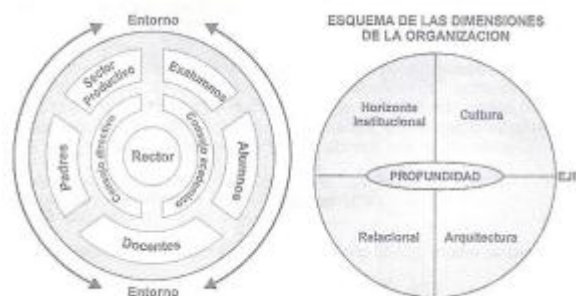 Entorno
Sector
Productivo
Exalumnos
Padres
Consejo directivo
Rector
Consejo académico
Alumnos
Docentes
Entorno
ESQUEMA DE LAS DIMENSIONES
DE LA ORGANIZACION
Horizonte
Institucional
Cultura
PROFUNDIDAD
EJE
Relacional
Arquitectura